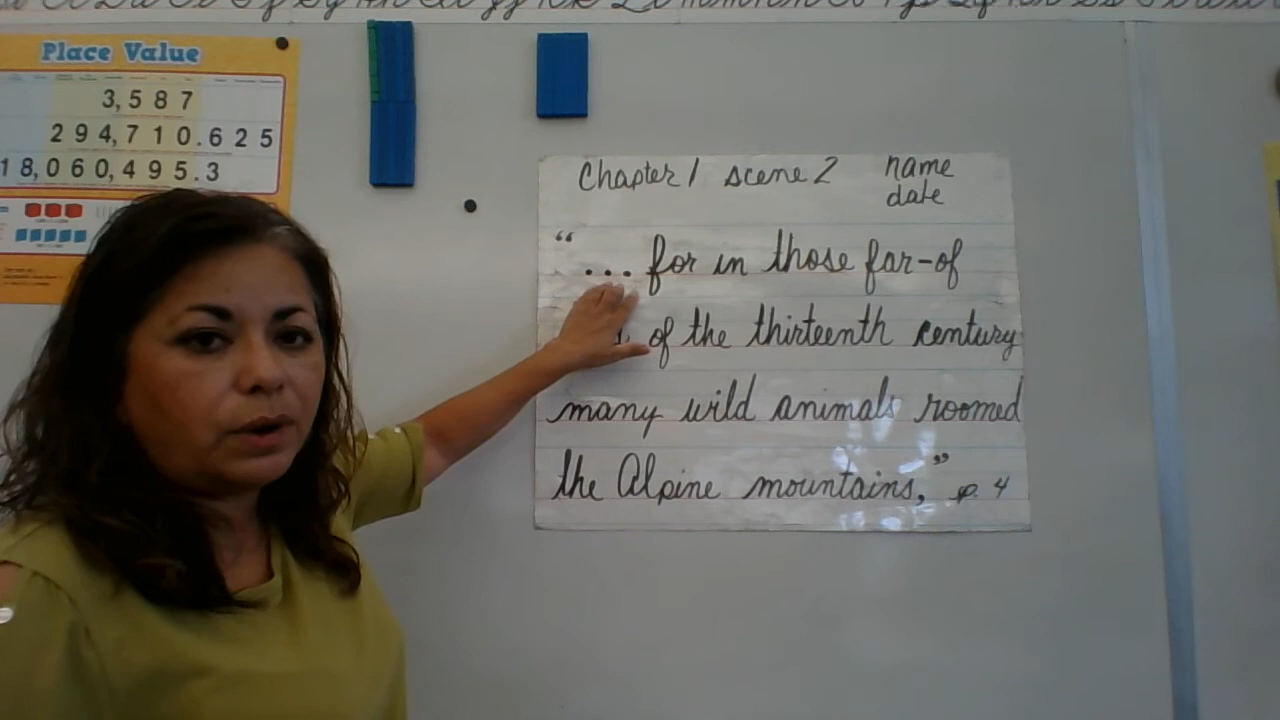 Place Value
3,587
294,710.625
18,060,495.3
Chapter 1 scene 2 name
date
“ ... for in those far-of
of the thirteenth century
many wild animals roomed
the Alpine mountains,” p. 4